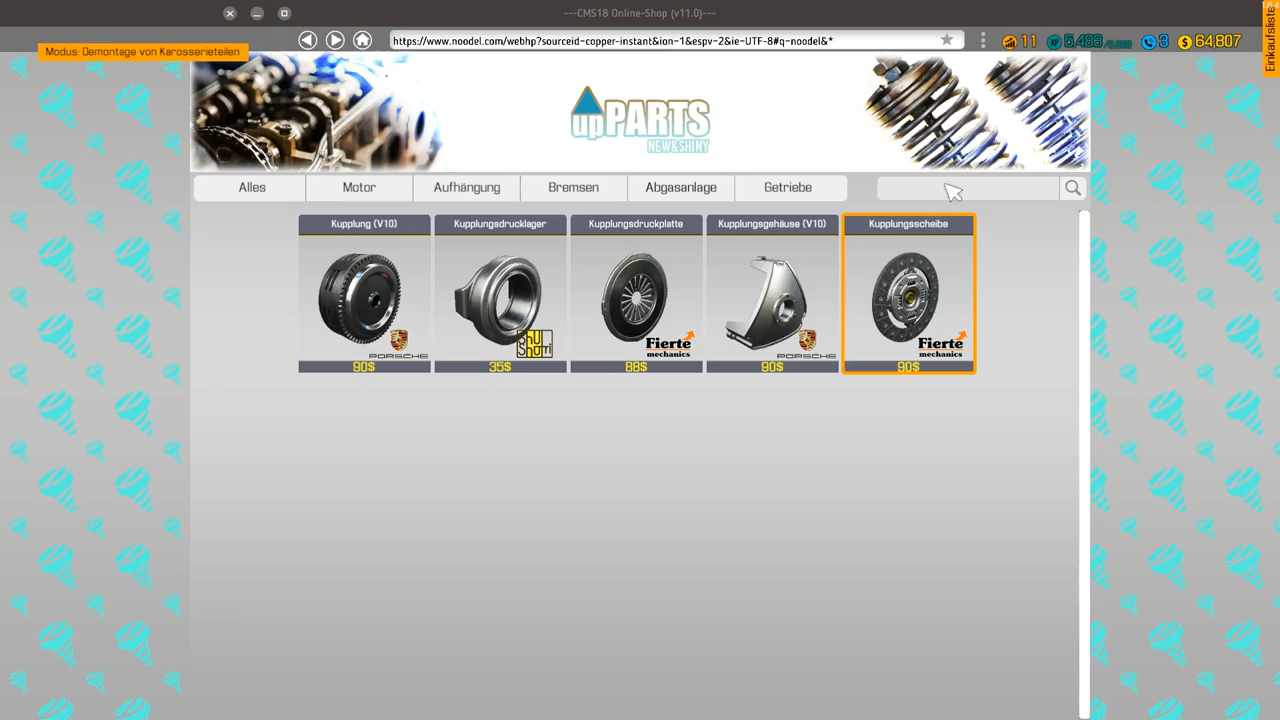 ---CMS18 Online-Shop (v11.0)---
Modus: Demontage von Karosserieteilen
https://www.noodel.com/webhp?sourceid-copper-instant&ion-1&espv-2&ie-UTF-8#q-noodel&*
11
XP
5,483
3
$
64,807
Einkaufsliste
upPARTS
NEW&SHINY
Alles
Motor
Aufhängung
Bremsen
Abgasanlage
Getriebe
Kupplung (V10)
Kupplungsdrucklager
Kupplungsdruckplatte
Kupplungsgehäuse (V10)
Kupplungsscheibe
PORSCHE
Fierte
mechanics
PORSCHE
Fierte
mechanics
90$
35$
88$
90$
90$